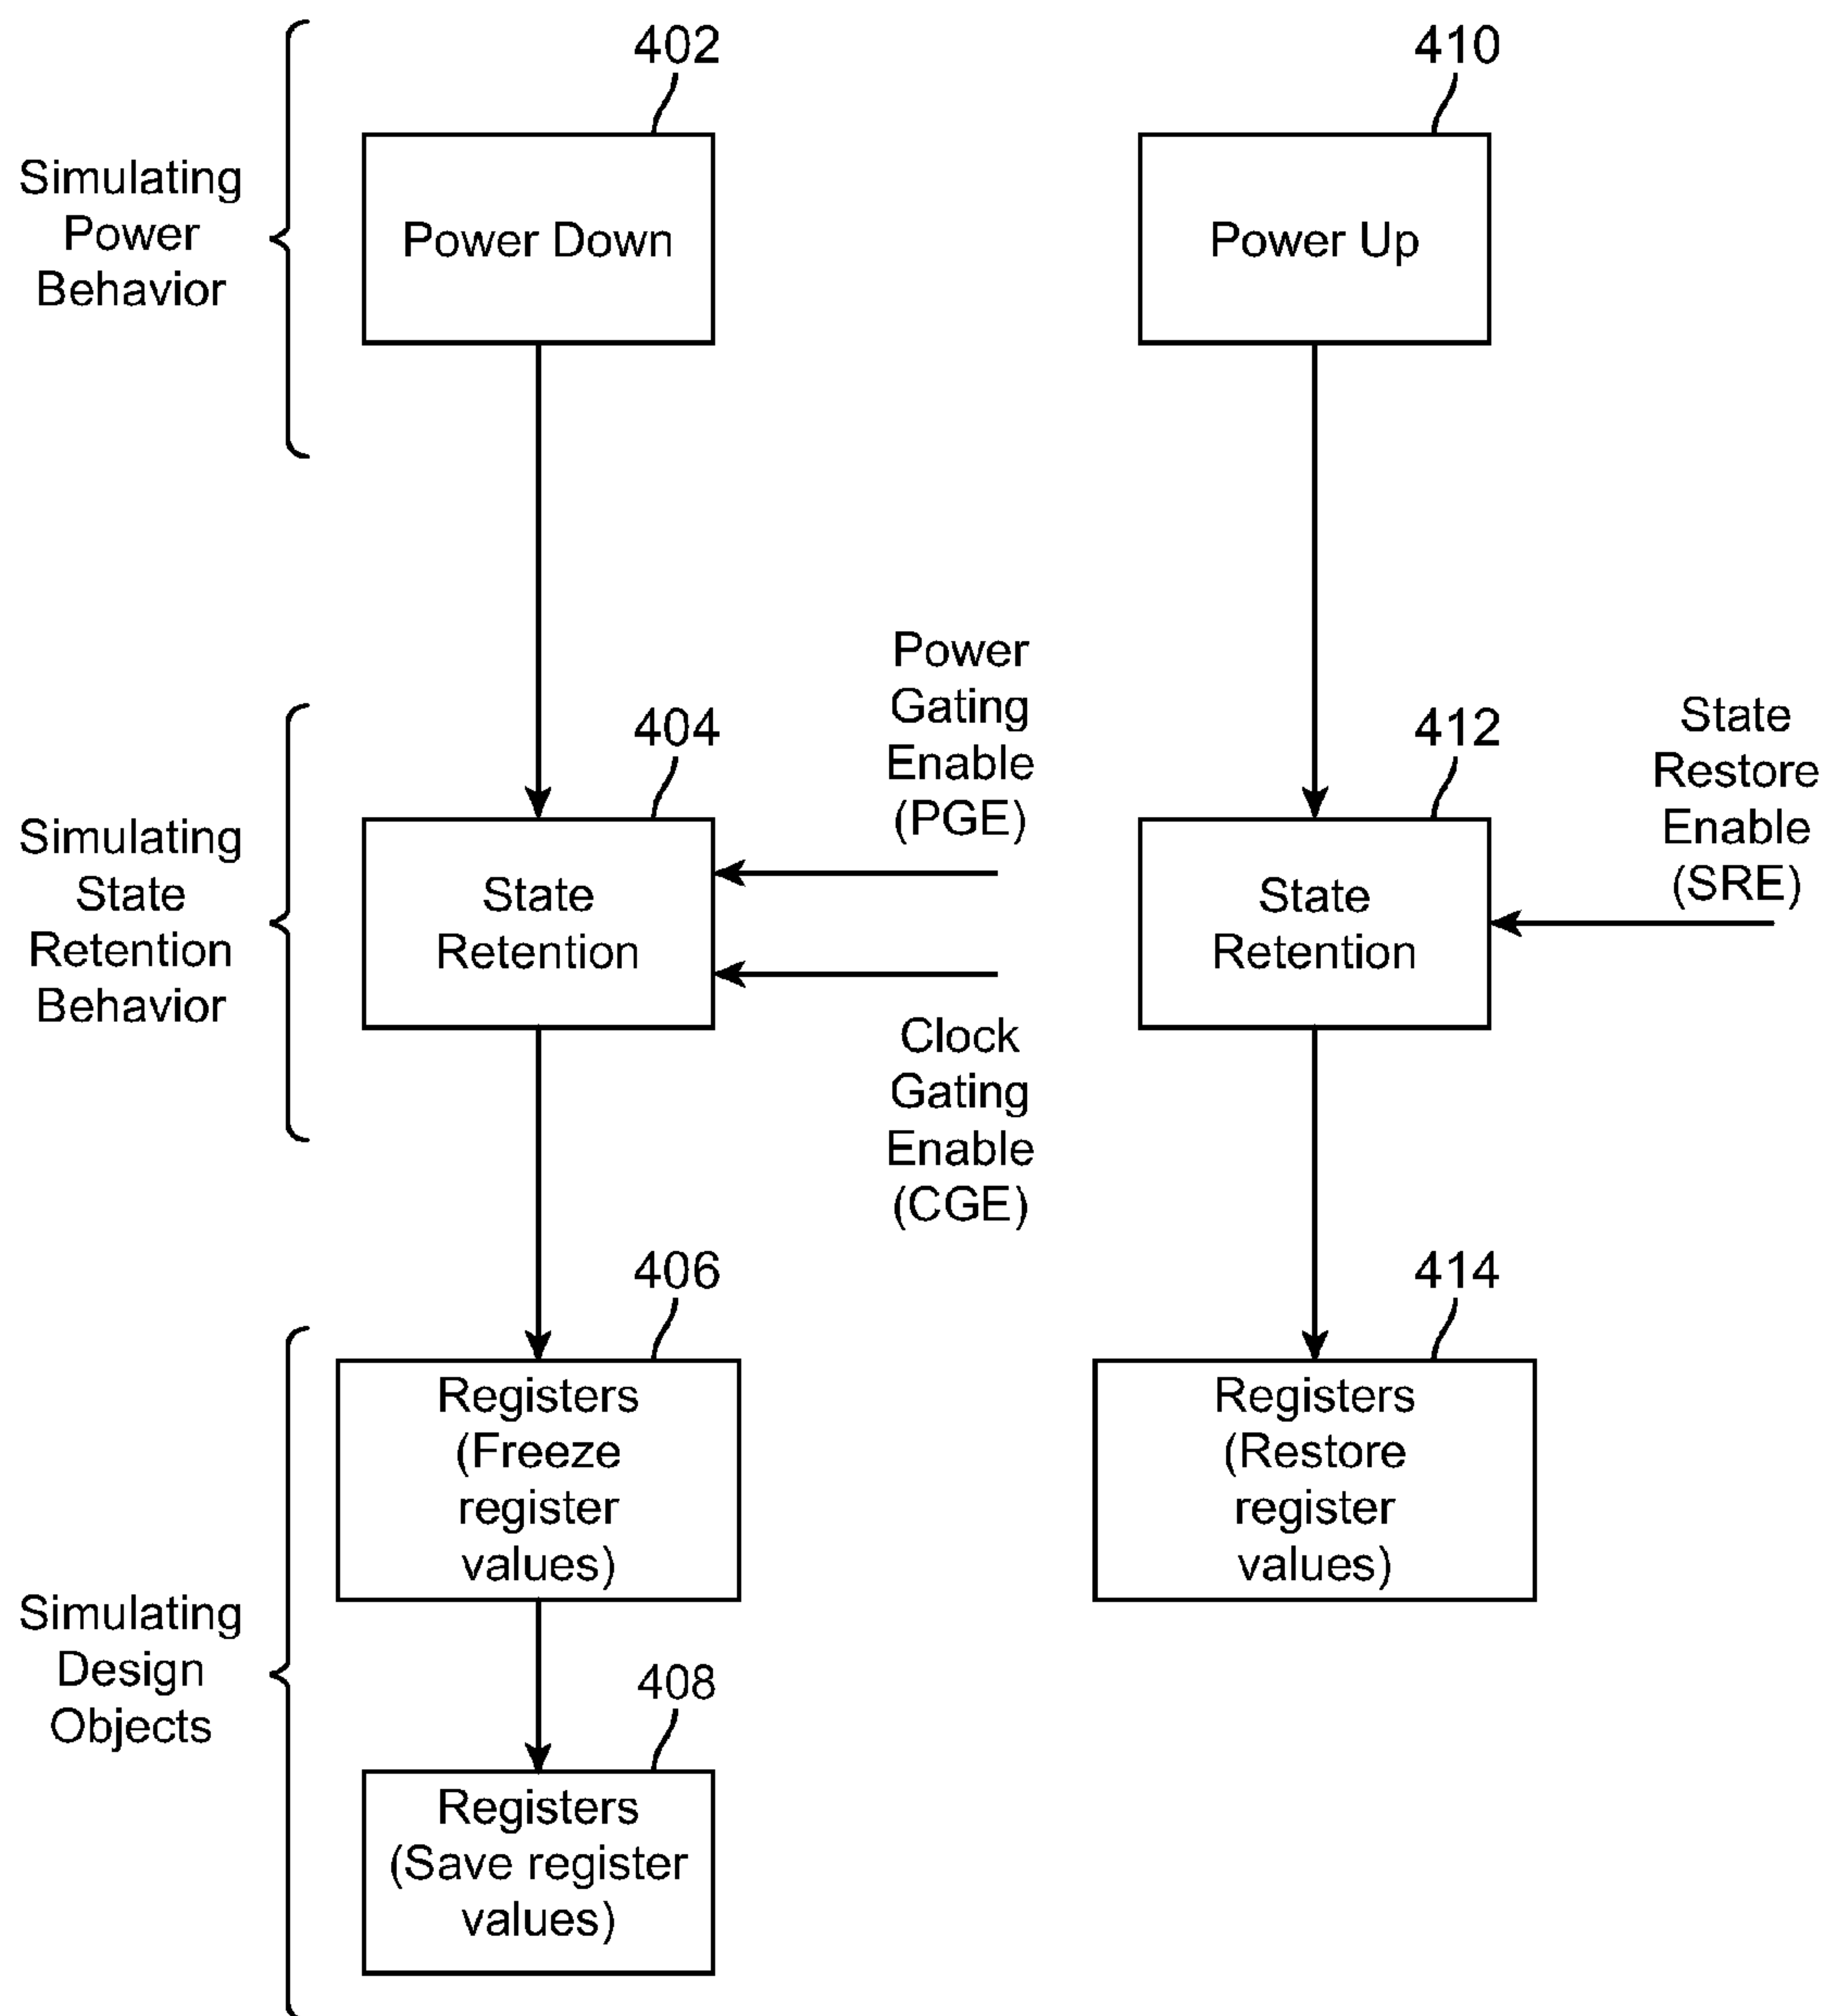 402
410
Simulating
Power
Behavior
Power Down
Power Up
Power
Gating
Enable
(PGE)
404
412
State
Restore
Enable
(SRE)
Simulating
State
Retention
Behavior
State
Retention
State
Retention
Clock
Gating
Enable
(CGE)
406
414
Registers
(Freeze
register
values)
Registers
(Restore
register
values)
Simulating
Design
Objects
408
Registers
(Save register
values)